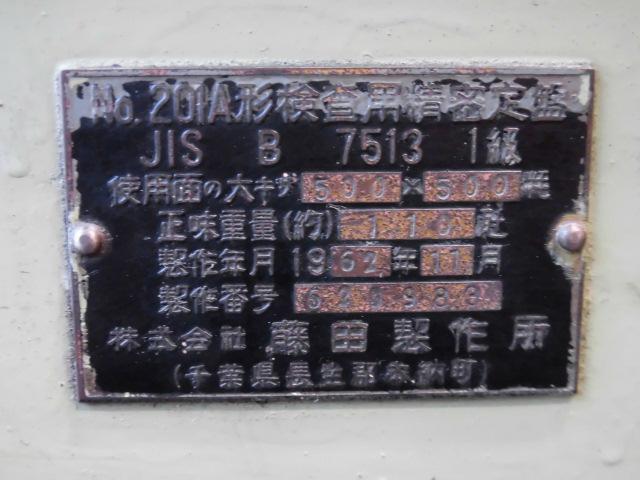 No.201A形検査用精密定盤
JIS B 7513 1級
使用面の大キサ 500×500粍
正味重量(約) 110瓩
製作年月 1962年11月
製作番号
株式会社 藤田製作所
(千葉県長生郡本納町)